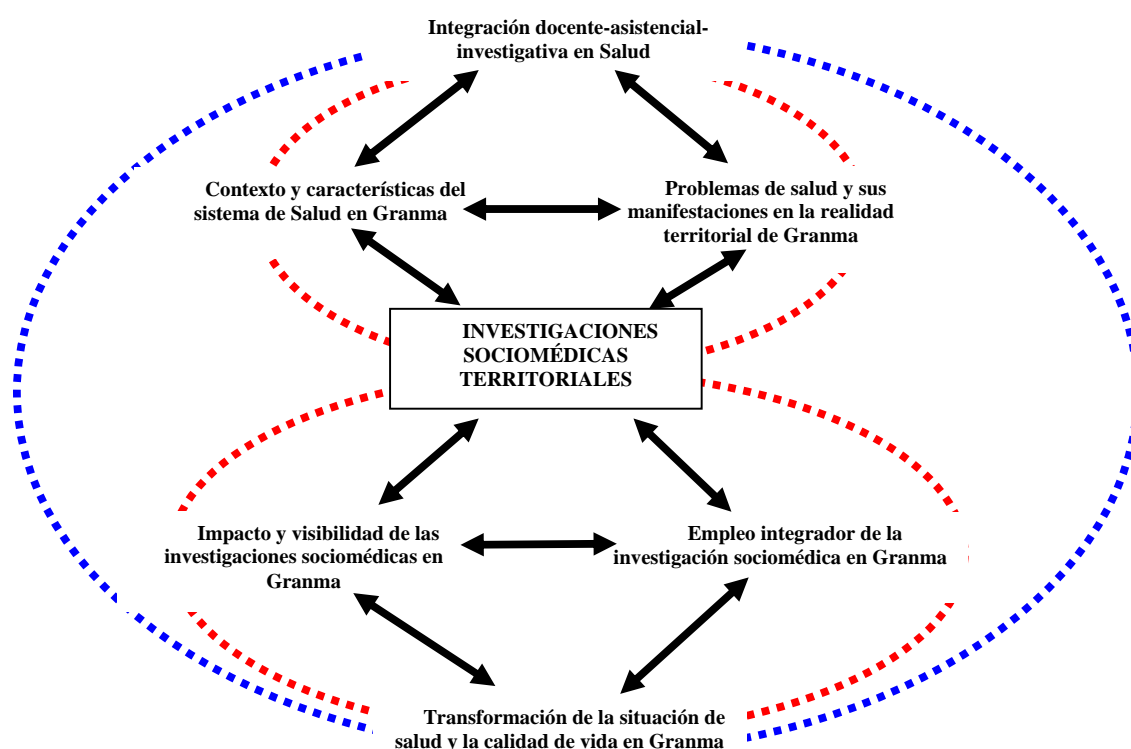 Integración docente-asistencial-
investigativa en Salud
Contexto y características del
sistema de Salud en Granma
Problemas de salud y sus
manifestaciones en la realidad
territorial de Granma
INVESTIGACIONES
SOCIOMÉDICAS
TERRITORIALES
Impacto y visibilidad de las
investigaciones sociomédicas en
Granma
Empleo integrador de la
investigación sociomédica en Granma
Transformación de la situación de
salud y la calidad de vida en Granma